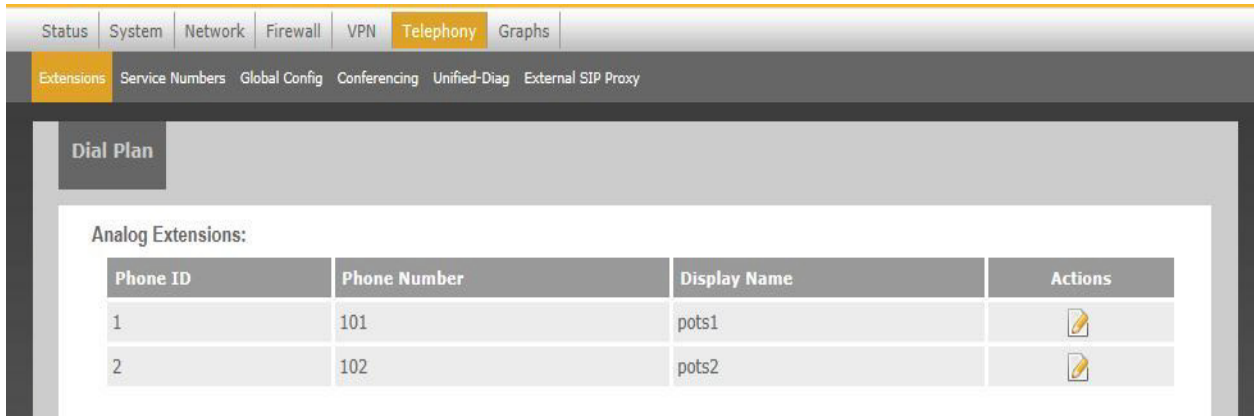 Status System Network Firewall VPN Telephony Graphs
Extensions Service Numbers Global Config Conferencing Unified-Diag External SIP Proxy
Dial Plan
Analog Extensions:
Phone ID Phone Number Display Name Actions
1 101 pots1
2 102 pots2